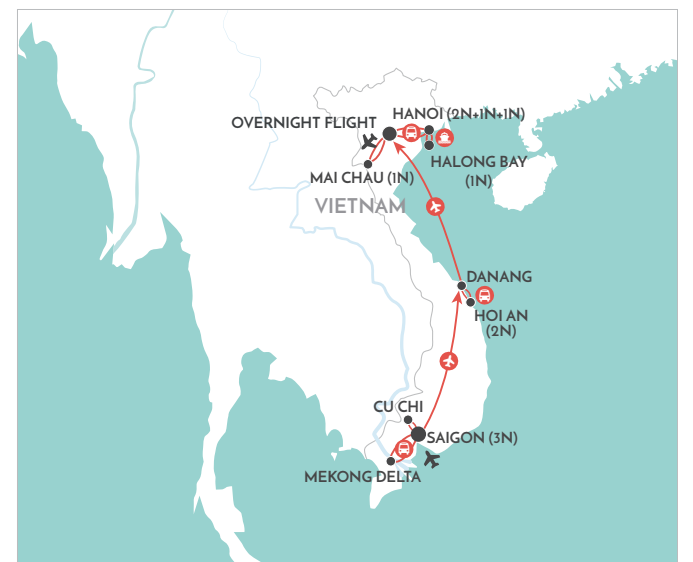 HANOI (2N+1N+1N)
OVERNIGHT FLIGHT
HALONG BAY
(1N)
MAI CHAU (1N)
VIETNAM
DANANG
HOI AN
(2N)
CU CHI
SAIGON (3N)
MEKONG DELTA